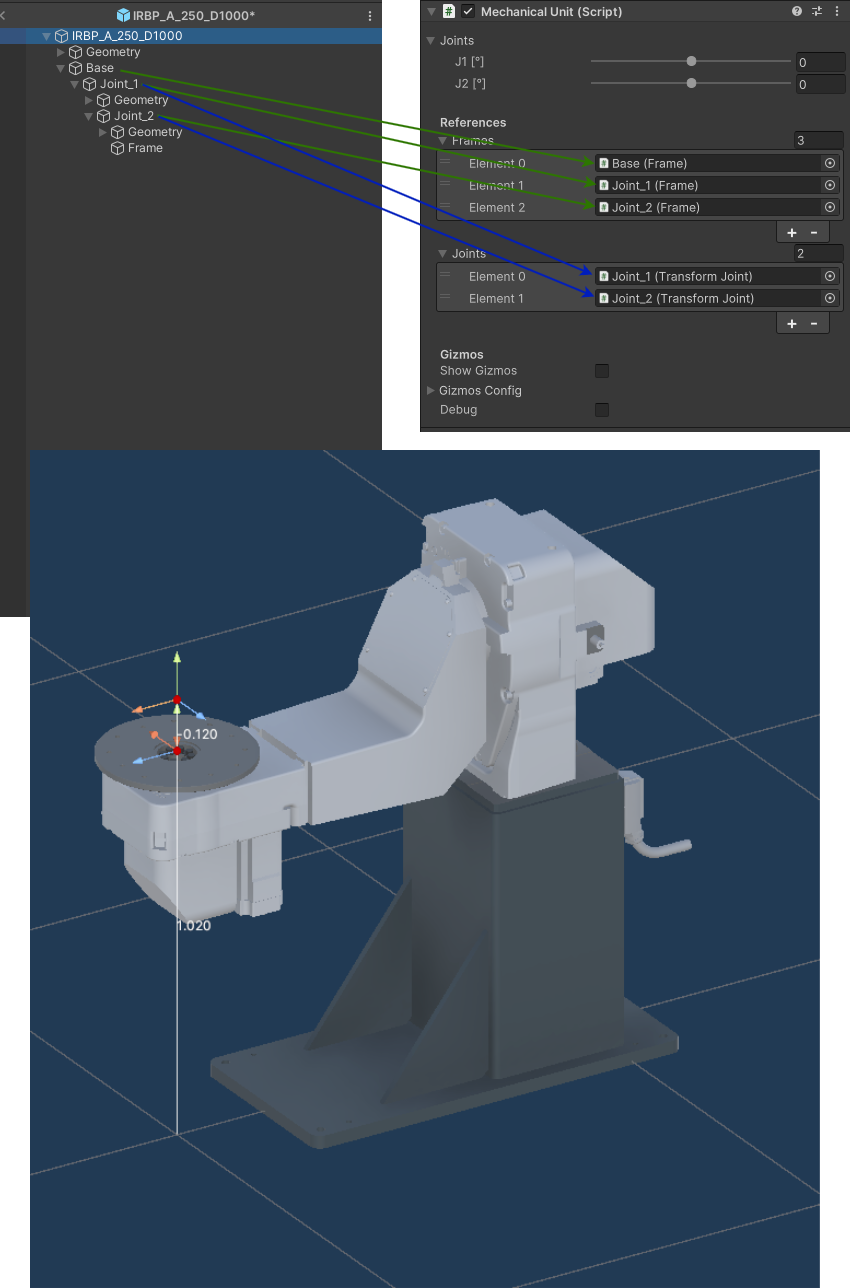 IRBP_A_250_D1000*
IRBP_A_250_D1000
Geometry
Base
Joint_1
Geometry
Joint_2
Geometry
Frame
# Mechanical Unit (Script)
Joints
J1 [°] 0
J2 [°] 0
References
Frames 3
Element 0 # Base (Frame)
Element 1 # Joint_1 (Frame)
Element 2 # Joint_2 (Frame)
+ -
Joints 2
Element 0 # Joint_1 (Transform Joint)
Element 1 # Joint_2 (Transform Joint)
+ -
Gizmos
Show Gizmos
Gizmos Config
Debug
-0.120
1.020